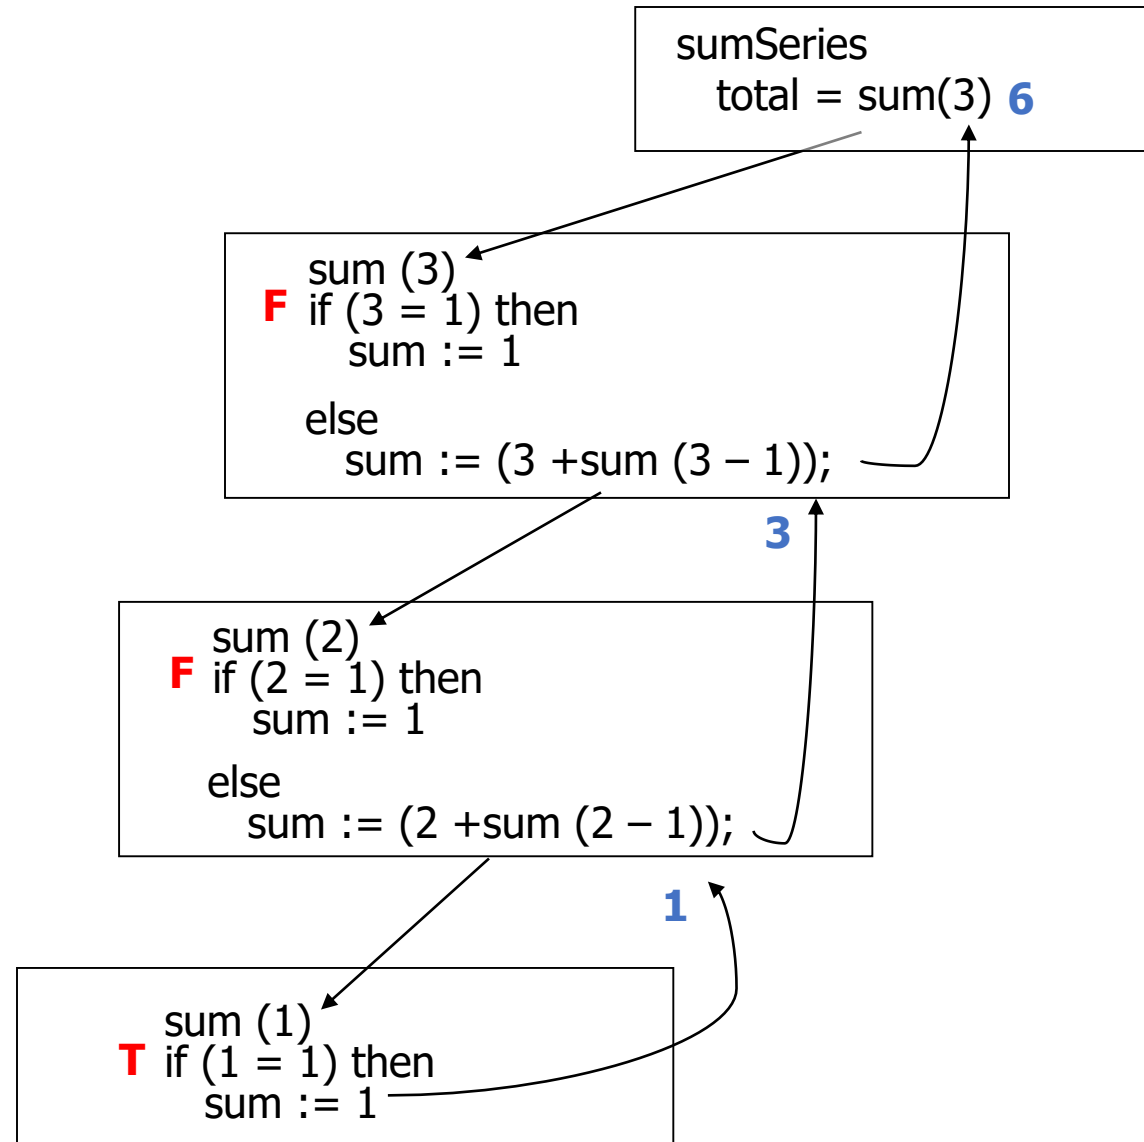 sumSeries
total = sum(3) 6
sum (3)
F if (3 = 1) then
sum := 1
else
sum := (3 +sum (3 – 1));
3
sum (2)
F if (2 = 1) then
sum := 1
else
sum := (2 +sum (2 – 1));
1
sum (1)
T if (1 = 1) then
sum := 1